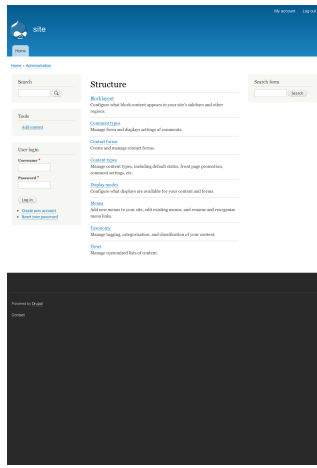 My account Log out
site
Home
Home » Administration
Search
Tools
Add content
User login
Username *
Password *
Log in
Create new account
Reset your password
Structure
Block layout
Configure what block content appears in your site's sidebars and other
regions.
Comment types
Manage form and displays settings of comments.
Contact forms
Create and manage contact forms.
Content types
Manage content types, including default status, front page promotion,
comment settings, etc.
Display modes
Configure what displays are available for your content and forms.
Menus
Add new menus to your site, edit existing menus, and rename and reorganize
menu links.
Taxonomy
Manage tagging, categorization, and classification of your content.
Views
Manage customized lists of content.
Search form
Search
Powered by Drupal
Contact